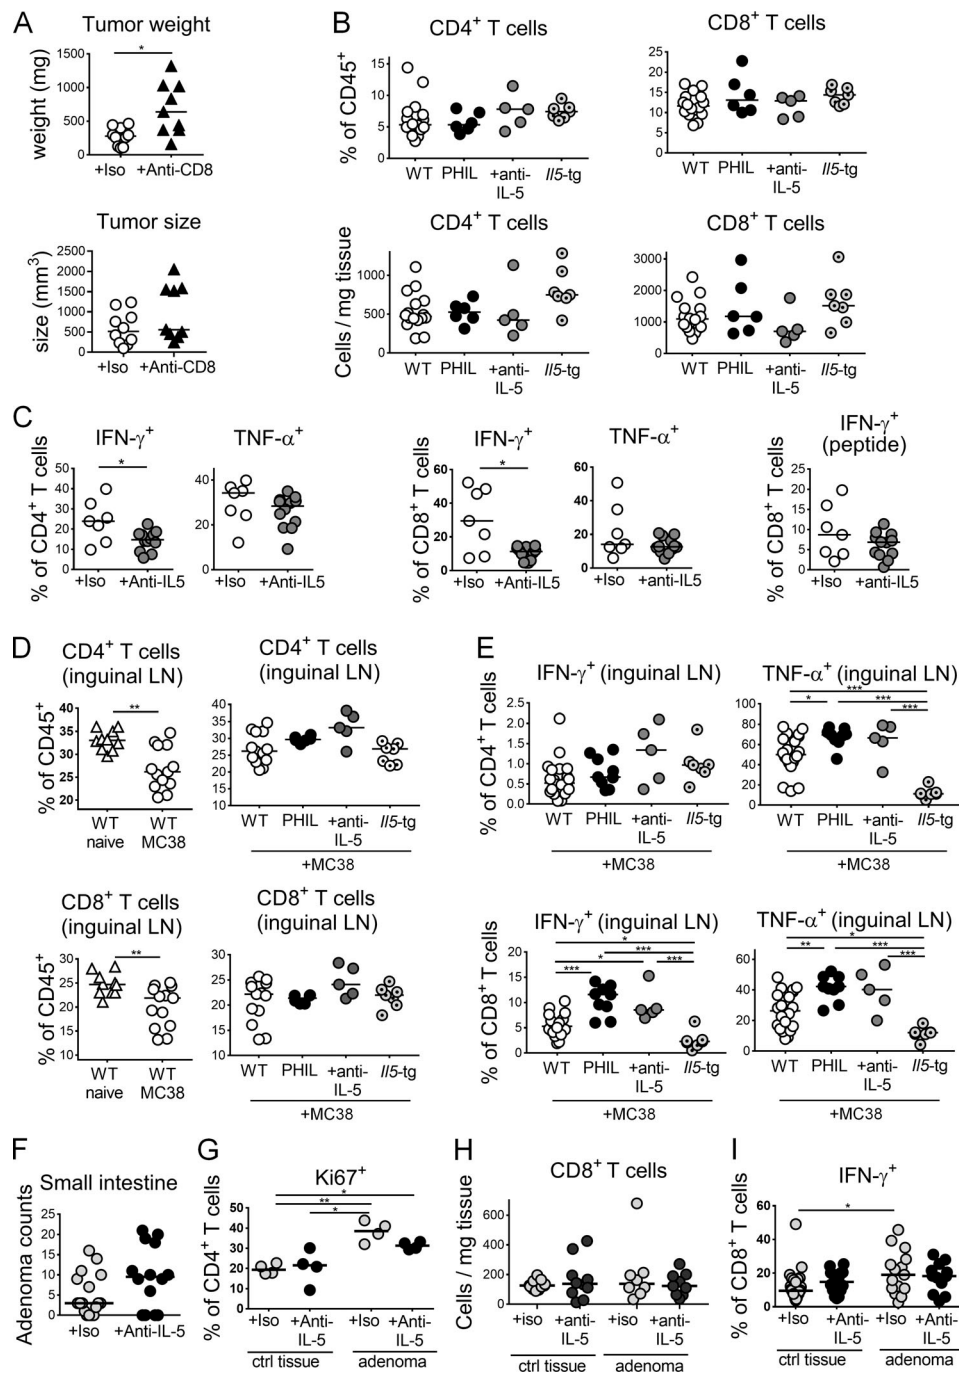 A
Tumor weight
*
weight (mg)
1500
1000
500
0
+Iso +Anti-CD8
Tumor size
size (mm³)
2500
2000
1500
1000
500
0
+Iso +Anti-CD8
B
CD4⁺ T cells
% of CD45⁺
15
10
5
0
WT PHIL +anti-IL-5 Il5-tg
CD8⁺ T cells
25
20
15
10
5
0
WT PHIL +anti-IL-5 Il5-tg
CD4⁺ T cells
Cells / mg tissue
1000
500
0
WT PHIL +anti-IL-5 Il5-tg
CD8⁺ T cells
3000
2000
1000
0
WT PHIL +anti-IL-5 Il5-tg
C
IFN-γ⁺
*
% of CD4⁺ T cells
50
40
30
20
10
0
+Iso +Anti-IL5
TNF-α⁺
40
20
0
+Iso +Anti-IL5
IFN-γ⁺
*
% of CD8⁺ T cells
60
40
20
0
+Iso +Anti-IL5
TNF-α⁺
60
40
20
0
+Iso +anti-IL5
IFN-γ⁺
(peptide)
% of CD8⁺ T cells
25
20
15
10
5
0
+Iso +anti-IL5
D
CD4⁺ T cells
(inguinal LN)
**
% of CD45⁺
40
35
30
25
20
WT naive WT MC38
CD4⁺ T cells
(inguinal LN)
40
30
20
10
WT PHIL +anti-IL-5 Il5-tg
+MC38
CD8⁺ T cells
(inguinal LN)
**
% of CD45⁺
30
20
10
WT naive WT MC38
CD8⁺ T cells
(inguinal LN)
30
25
20
15
10
WT PHIL +anti-IL-5 Il5-tg
+MC38
E
IFN-γ⁺ (inguinal LN)
% of CD4⁺ T cells
2.5
2.0
1.5
1.0
0.5
0.0
WT PHIL +anti-IL-5 Il5-tg
+MC38
TNF-α⁺ (inguinal LN)
***
* ***
***
100
80
60
40
20
0
WT PHIL +anti-IL-5 Il5-tg
+MC38
IFN-γ⁺ (inguinal LN)
*
***
*
*** ***
% of CD8⁺ T cells
20
15
10
5
0
WT PHIL +anti-IL-5 Il5-tg
+MC38
TNF-α⁺ (inguinal LN)
*
** ***
***
60
40
20
0
WT PHIL +anti-IL-5 Il5-tg
+MC38
F
Small intestine
Adenoma counts
25
20
15
10
5
0
+Iso +Anti-IL-5
G
Ki67⁺
*
**
*
% of CD4⁺ T cells
50
40
30
20
10
0
+Iso +Anti-IL-5 +Iso +Anti-IL-5
ctrl tissue adenoma
H
CD8⁺ T cells
Cells / mg tissue
600
400
200
0
+iso +anti-IL-5 +iso +anti-IL-5
ctrl tissue adenoma
I
IFN-γ⁺
*
% of CD8⁺ T cells
60
40
20
0
+Iso +Anti-IL-5 +Iso +Anti-IL-5
ctrl tissue adenoma